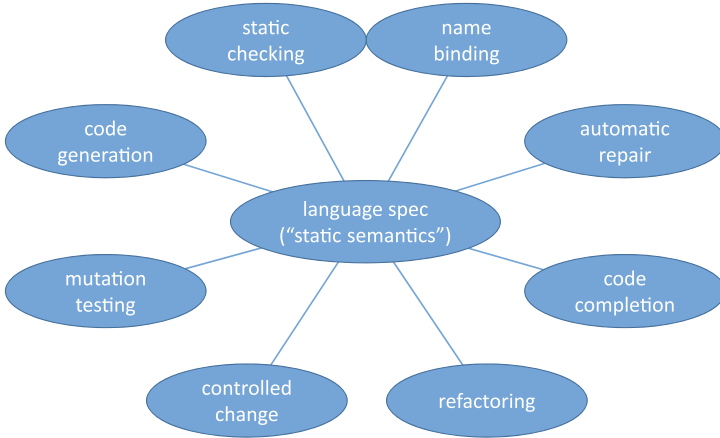 static
checking
name
binding
code
generation
automatic
repair
language spec
(“static semantics”)
mutation
testing
code
completion
controlled
change
refactoring